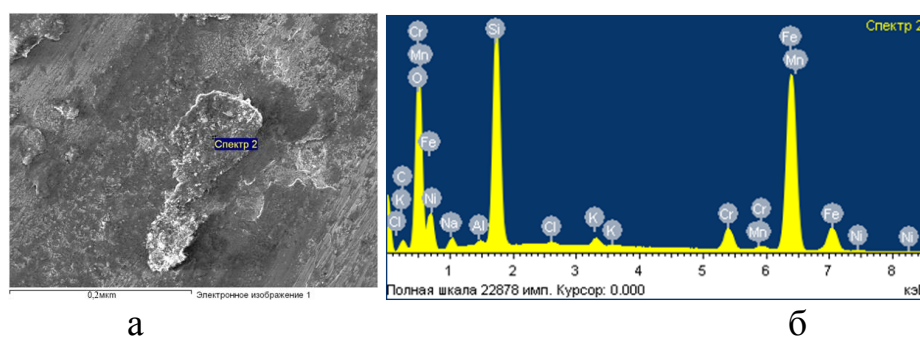 Спектр 2
0,2мкm
Электронное изображение 1
а
Спектр 2
Cr
Mn
O
Fe
C
K
Cl
Ni
Na
Al
Si
Cl
K
K
Cr
Cr
Mn
Fe
Mn
Fe
Ni
Ni
1 2 3 4 5 6 7 8
Полная шкала 22878 имп. Курсор: 0.000
кэ
б